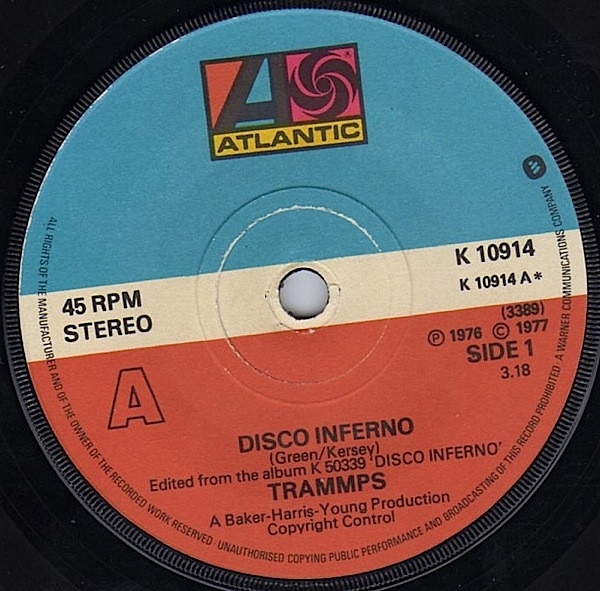 A
ATLANTIC
K 10914
K 10914 A*
45 RPM
STEREO
(3389)
Ⓟ 1976 © 1977
SIDE 1
3.18
A
DISCO INFERNO
(Green/Kersey)
Edited from the album K 50339 'DISCO INFERNO'
TRAMMPS
A Baker-Harris-Young Production
Copyright Control
ALL RIGHTS OF THE MANUFACTURER AND OF THE OWNER OF THE RECORDED WORK RESERVED UNAUTHORISED COPYING PUBLIC PERFORMANCE AND BROADCASTING OF THIS RECORD PROHIBITED · A WARNER COMMUNICATIONS COMPANY